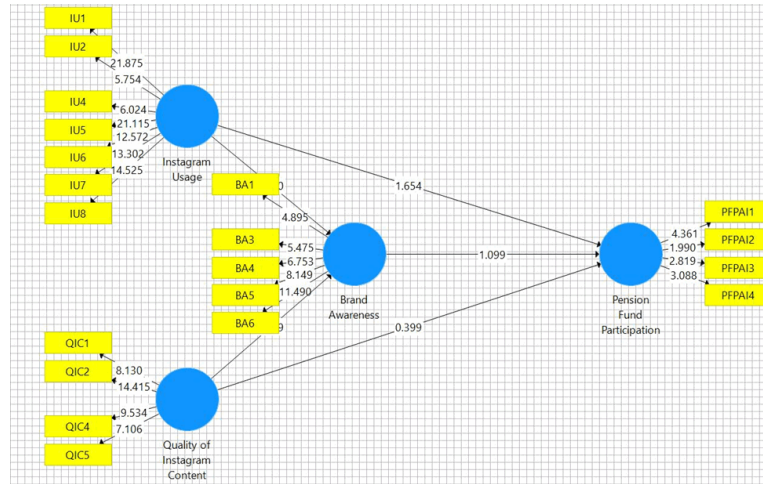 IU1
IU2
21.875
5.754
IU4
6.024
IU5
21.115
12.572
IU6
13.302
14.525
IU7
IU8
Instagram
Usage
BA1
0
4.895
1.654
BA3
5.475
BA4
6.753
8.149
BA5
11.490
BA6
9
Brand
Awareness
1.099
0.399
PFPAI1
4.361
1.990
PFPAI2
2.819
PFPAI3
3.088
PFPAI4
Pension
Fund
Participation
QIC1
QIC2
8.130
14.415
9.534
QIC4
7.106
QIC5
Quality of
Instagram
Content